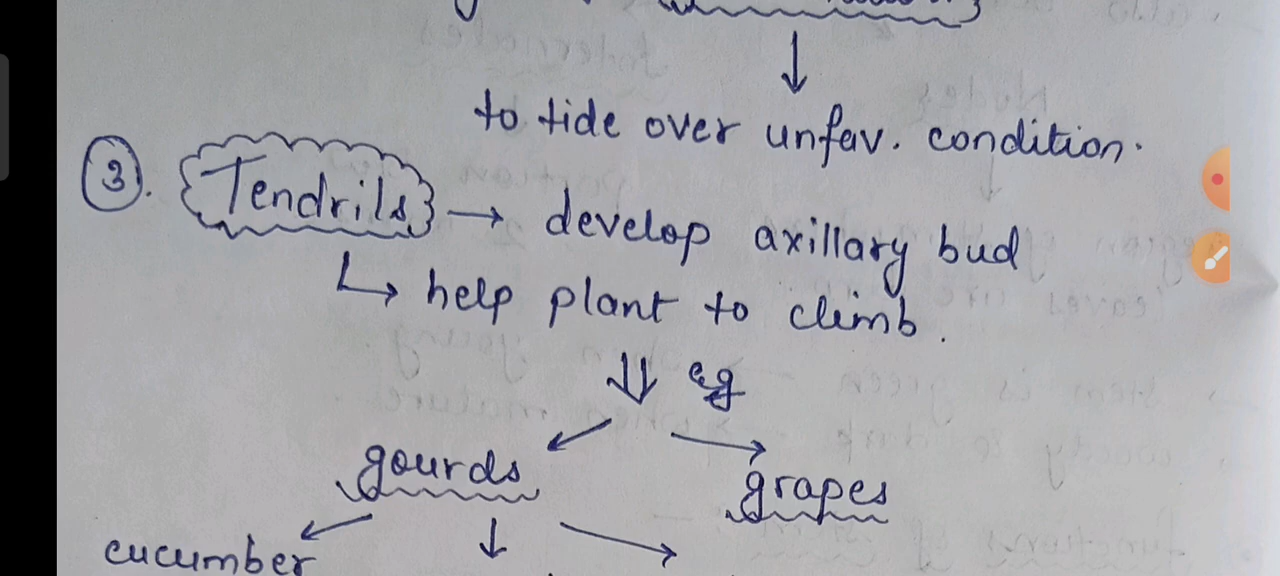 to tide over unfav. condition.
3. Tendrils → develop axillary bud
↳ help plant to climb.
eg
gourds
grapes
cucumber